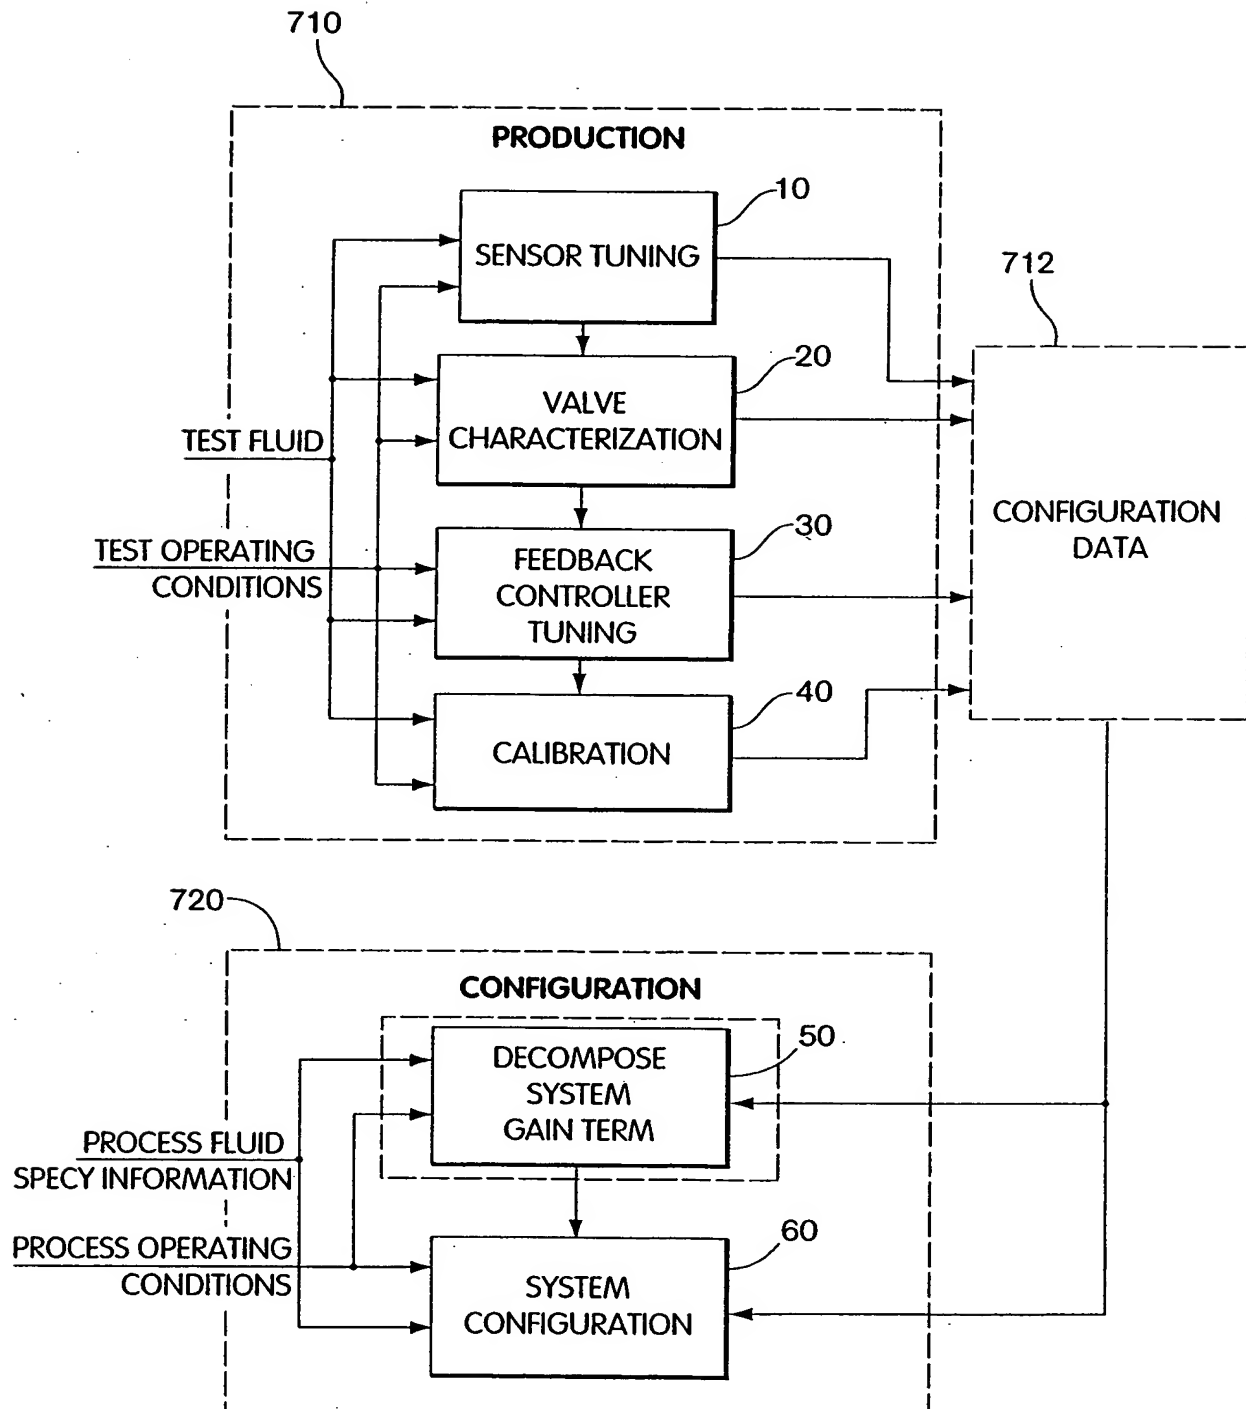 710
PRODUCTION
10
SENSOR TUNING
712
20
VALVE
CHARACTERIZATION
TEST FLUID
CONFIGURATION
DATA
30
FEEDBACK
CONTROLLER
TUNING
TEST OPERATING
CONDITIONS
40
CALIBRATION
720
CONFIGURATION
50
DECOMPOSE
SYSTEM
GAIN TERM
PROCESS FLUID
SPECY INFORMATION
60
PROCESS OPERATING
CONDITIONS
SYSTEM
CONFIGURATION